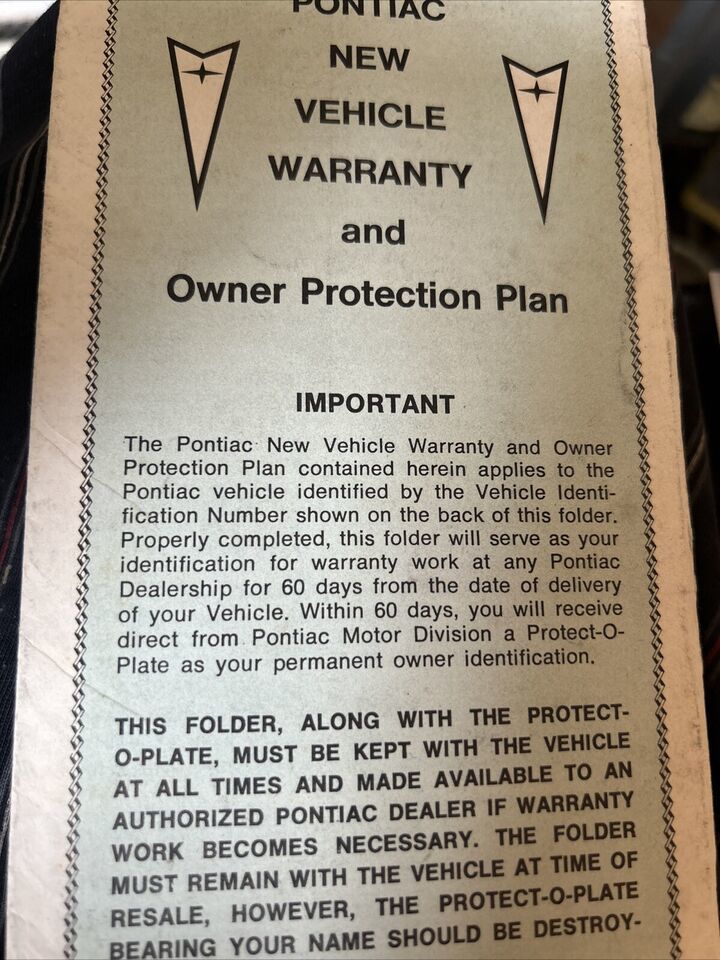 PONTIAC
NEW
VEHICLE
WARRANTY
and
Owner Protection Plan
IMPORTANT
The Pontiac New Vehicle Warranty and Owner
Protection Plan contained herein applies to the
Pontiac vehicle identified by the Vehicle Identi-
fication Number shown on the back of this folder.
Properly completed, this folder will serve as your
identification for warranty work at any Pontiac
Dealership for 60 days from the date of delivery
of your Vehicle. Within 60 days, you will receive
direct from Pontiac Motor Division a Protect-O-
Plate as your permanent owner identification.
THIS FOLDER, ALONG WITH THE PROTECT-
O-PLATE, MUST BE KEPT WITH THE VEHICLE
AT ALL TIMES AND MADE AVAILABLE TO AN
AUTHORIZED PONTIAC DEALER IF WARRANTY
WORK BECOMES NECESSARY. THE FOLDER
MUST REMAIN WITH THE VEHICLE AT TIME OF
RESALE, HOWEVER, THE PROTECT-O-PLATE
BEARING YOUR NAME SHOULD BE DESTROY-